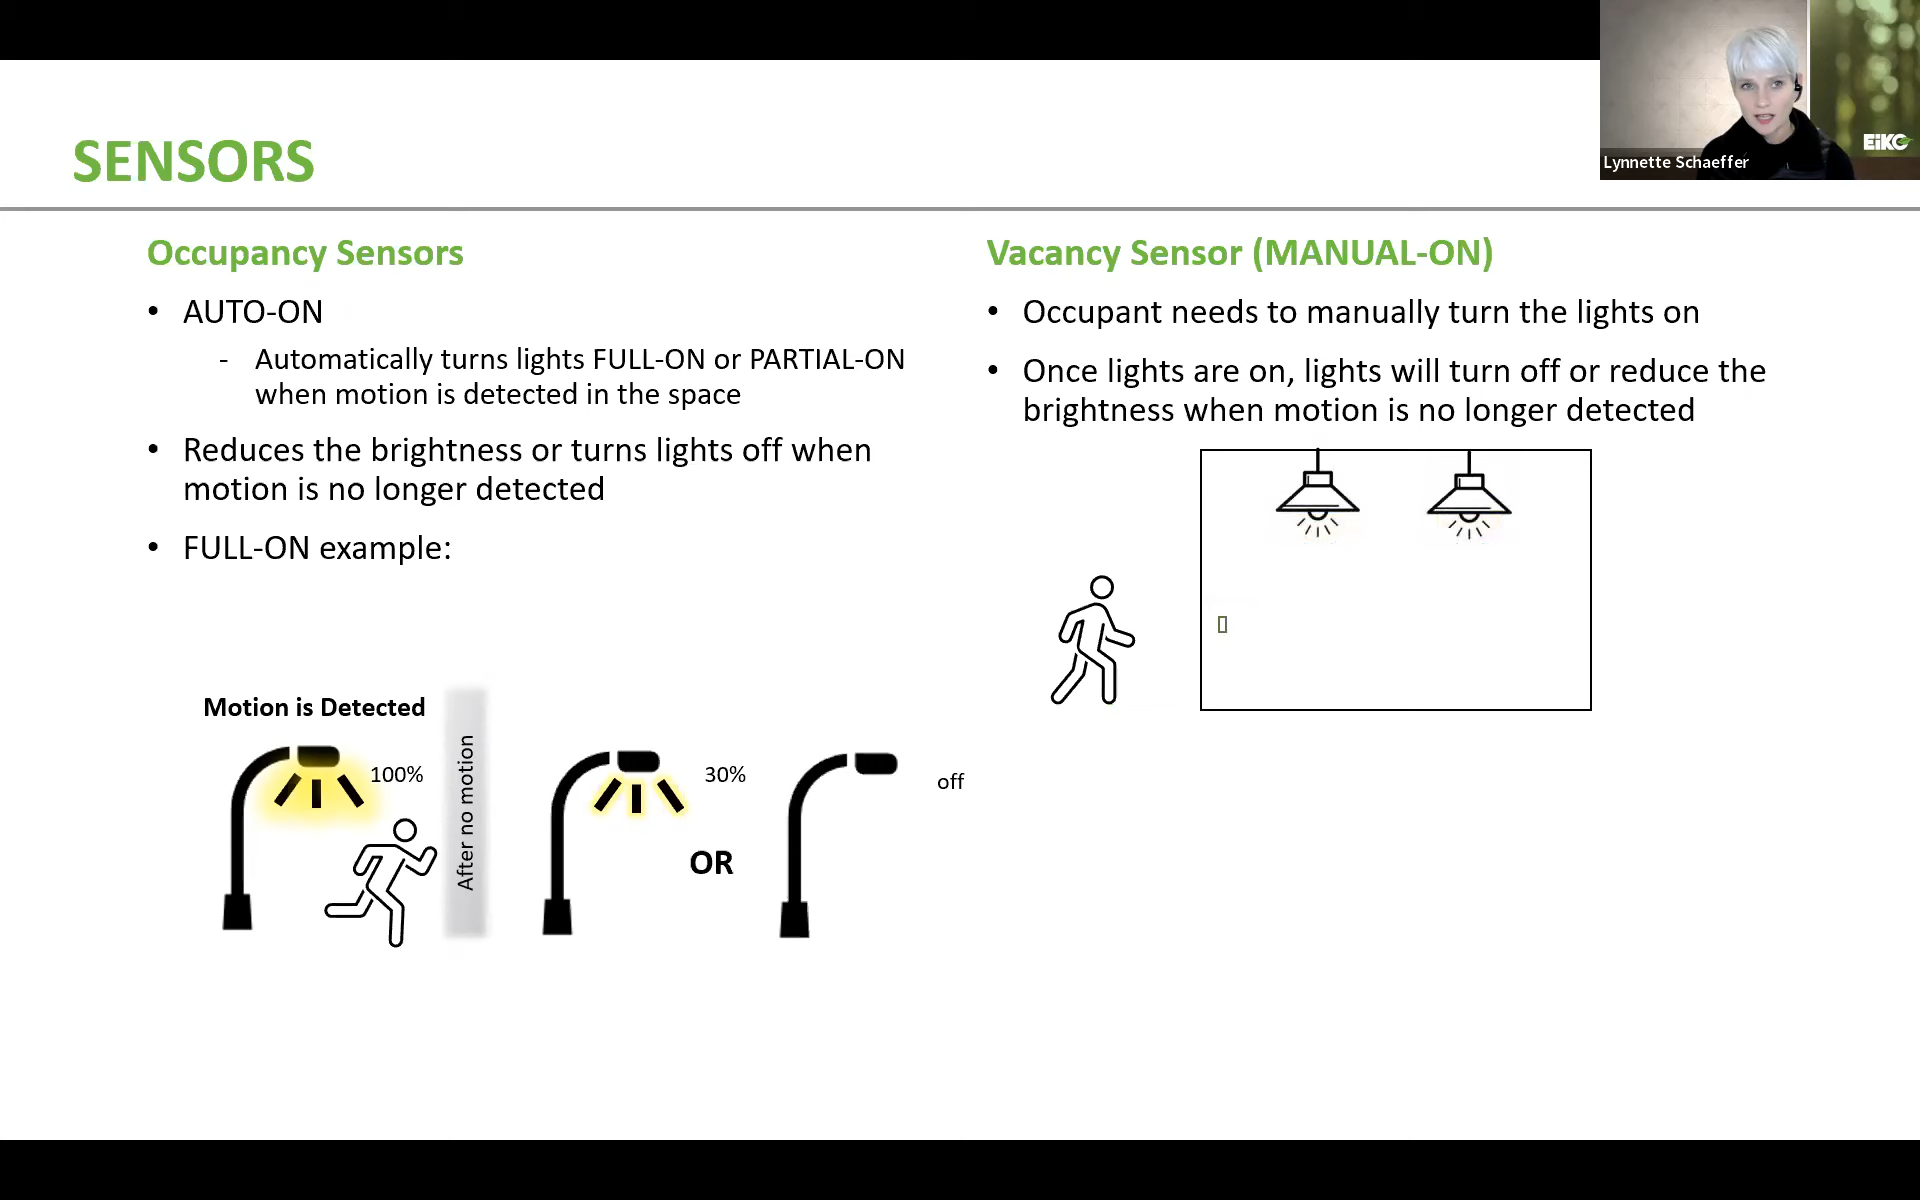 EiKO
Lynnette Schaeffer
SENSORS
Occupancy Sensors
• AUTO-ON
- Automatically turns lights FULL-ON or PARTIAL-ON
when motion is detected in the space
• Reduces the brightness or turns lights off when
motion is no longer detected
• FULL-ON example:
Motion is Detected
100%
After no motion
30%
OR
off
Vacancy Sensor (MANUAL-ON)
• Occupant needs to manually turn the lights on
• Once lights are on, lights will turn off or reduce the
brightness when motion is no longer detected